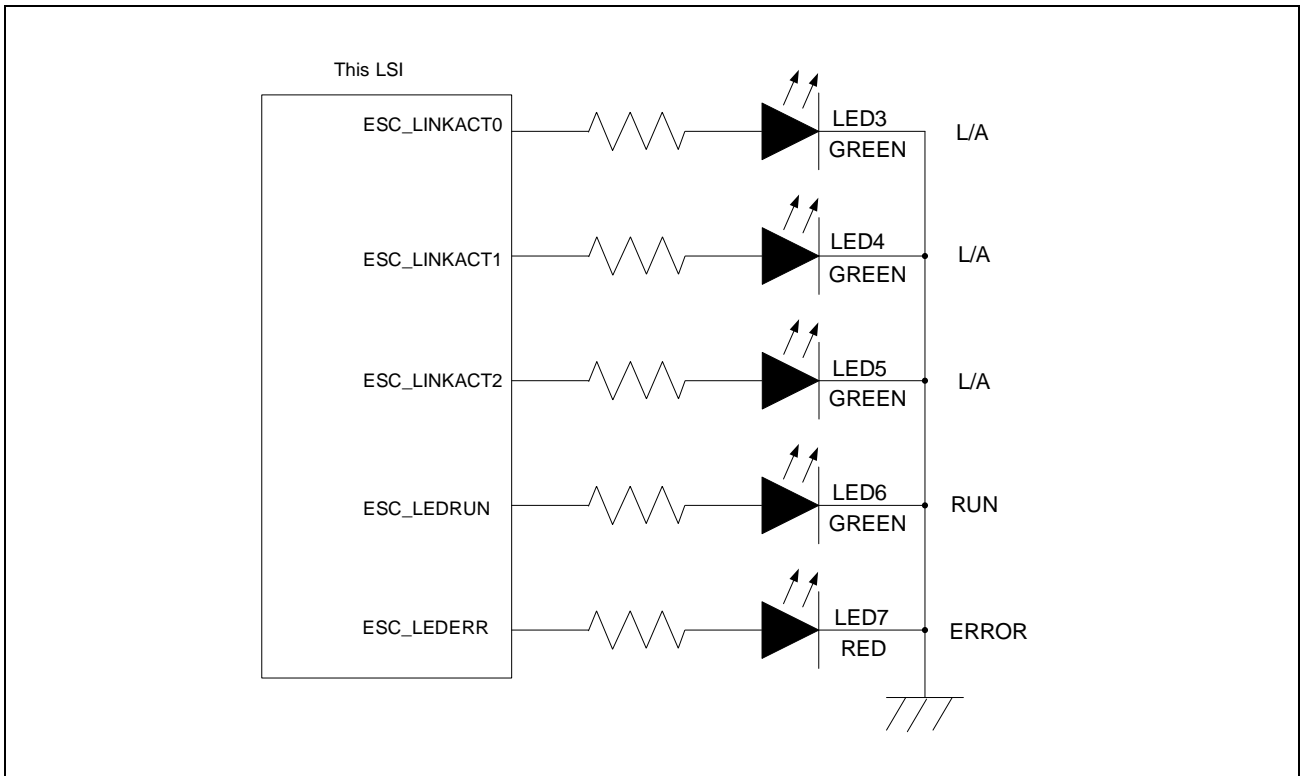 This LSI
ESC_LINKACT0
LED3
GREEN
L/A
ESC_LINKACT1
LED4
GREEN
L/A
ESC_LINKACT2
LED5
GREEN
L/A
ESC_LEDRUN
LED6
GREEN
RUN
ESC_LEDERR
LED7
RED
ERROR